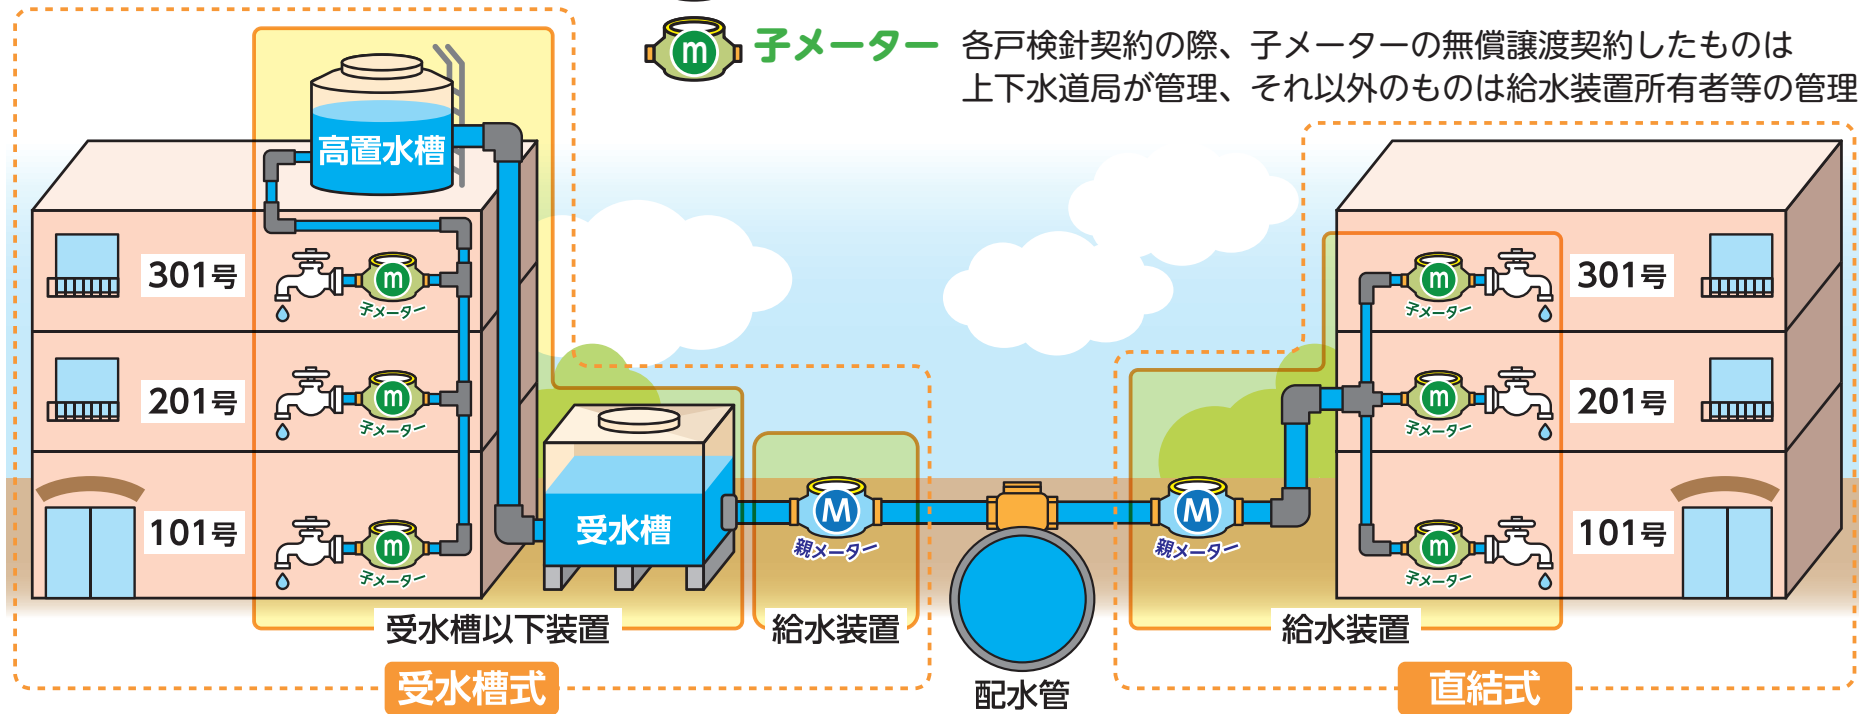 m 子メーター 各戸検針契約の際、子メーターの無償譲渡契約したものは
上下水道局が管理、それ以外のものは給水装置所有者等の管理
高置水槽
301号
m
子メーター
201号
m
子メーター
101号
m
子メーター
受水槽
M
親メーター
受水槽以下装置
給水装置
受水槽式
配水管
M
親メーター
m
子メーター
301号
m
子メーター
201号
m
子メーター
101号
給水装置
直結式